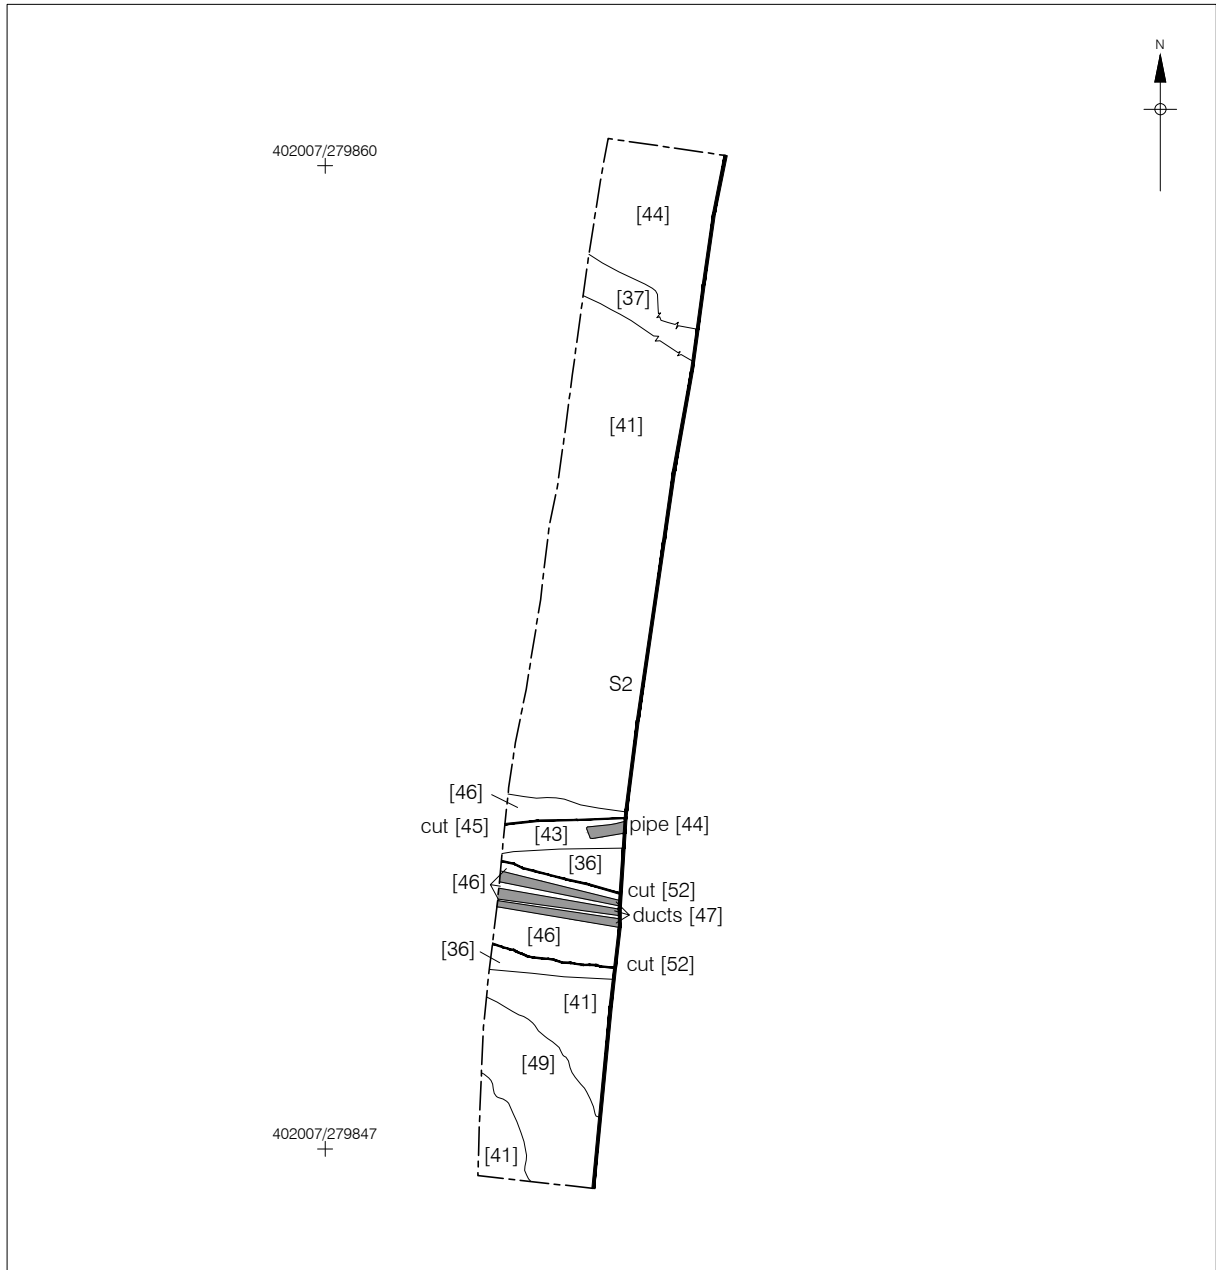 N
402007/279860
[44]
[37]
[41]
S2
[46]
cut [45]
pipe [44]
[43]
[36]
[46]
cut [52]
ducts [47]
[46]
[36]
cut [52]
[41]
[49]
402007/279847
[41]